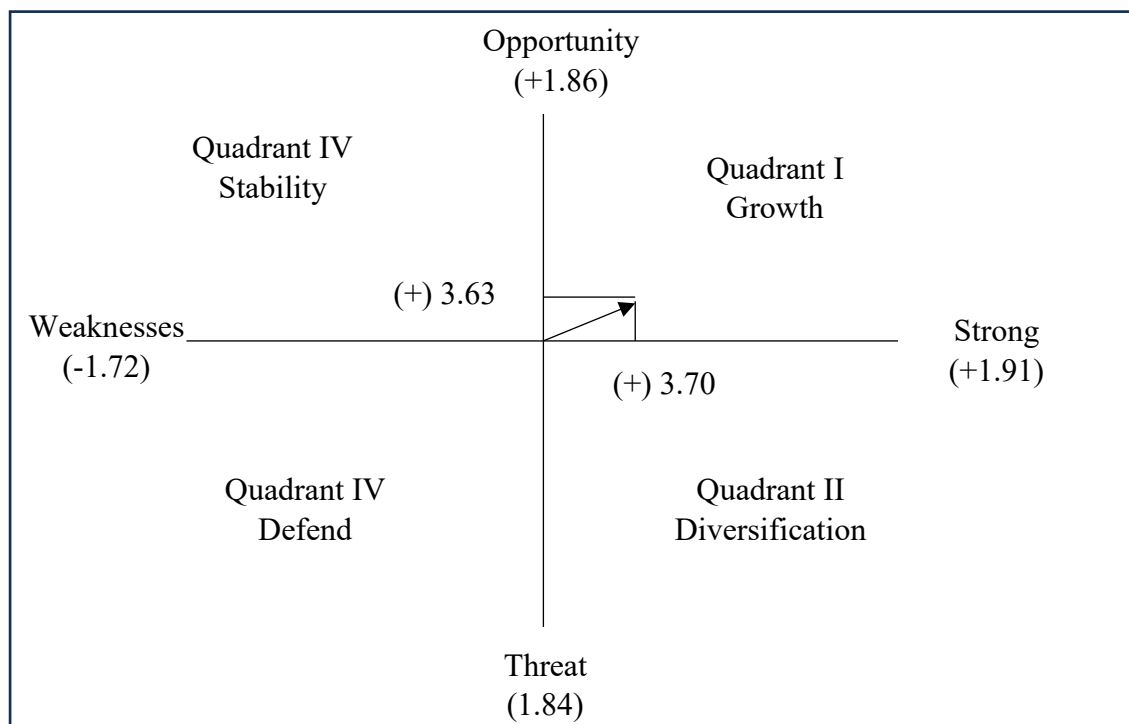 Opportunity
(+1.86)
Quadrant IV
Stability
Quadrant I
Growth
(+) 3.63
Weaknesses
(-1.72)
Strong
(+1.91)
(+) 3.70
Quadrant IV
Defend
Quadrant II
Diversification
Threat
(1.84)